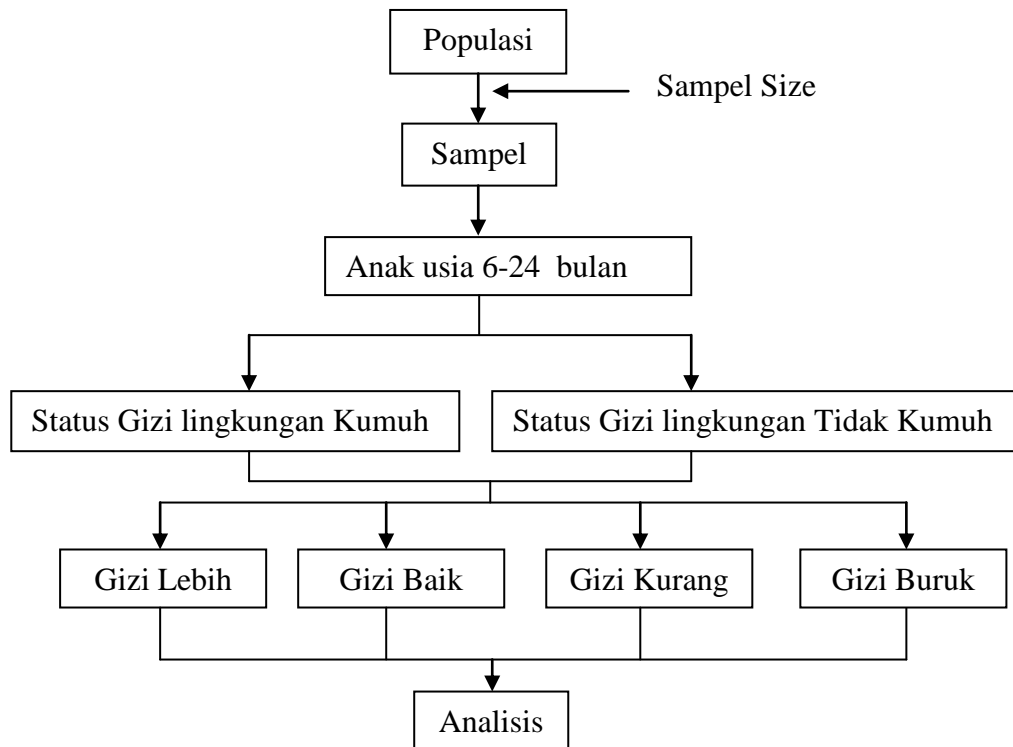 Populasi
Sampel Size
Sampel
Anak usia 6-24 bulan
Status Gizi lingkungan Kumuh
Status Gizi lingkungan Tidak Kumuh
Gizi Lebih
Gizi Baik
Gizi Kurang
Gizi Buruk
Analisis